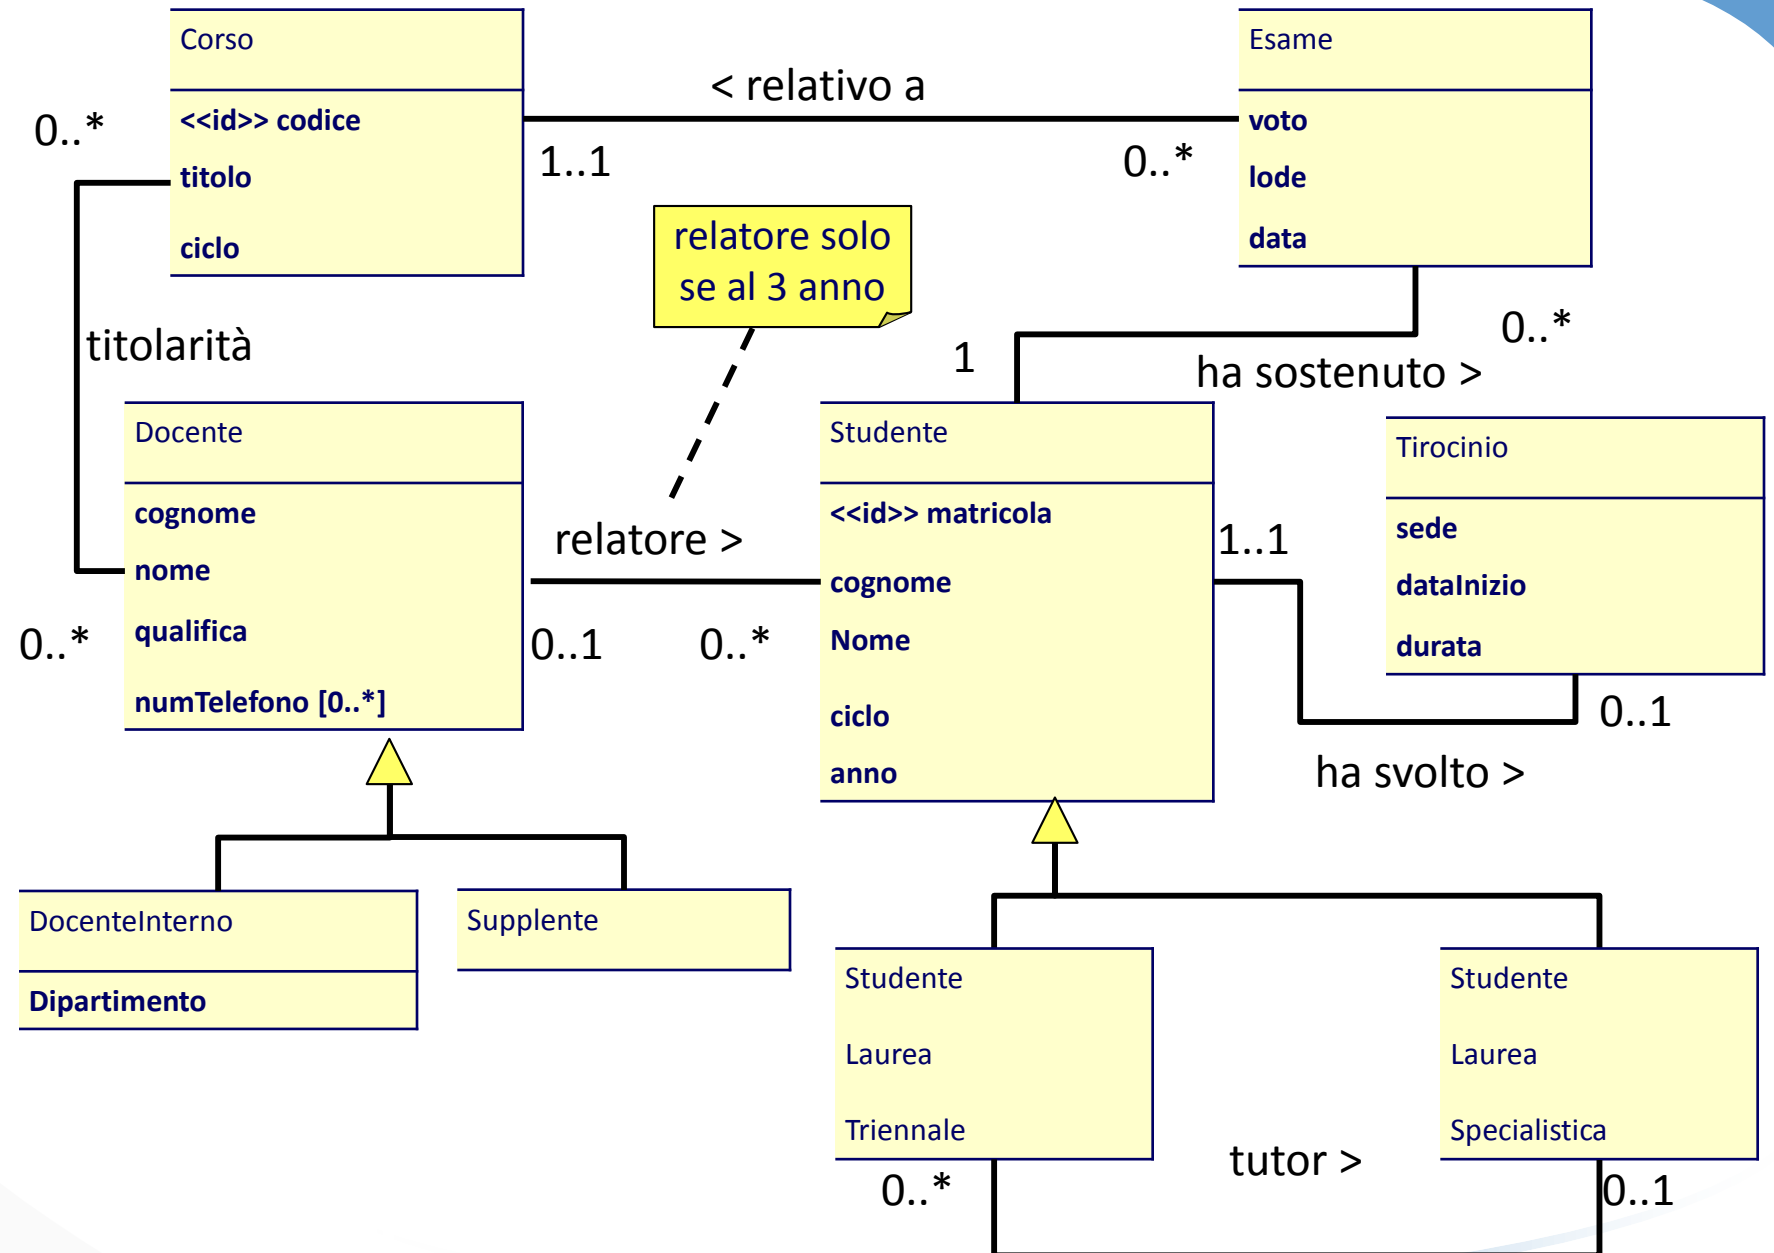 Corso
<<id>> codice
titolo
ciclo
Esame
voto
lode
data
< relativo a
0..*
1..1
0..*
relatore solo
se al 3 anno
titolarità
1
0..*
ha sostenuto >
Docente
cognome
nome
qualifica
numTelefono [0..*]
0..*
relatore >
0..1
0..*
Studente
<<id>> matricola
cognome
Nome
ciclo
anno
1..1
Tirocinio
sede
dataInizio
durata
0..1
ha svolto >
DocenteInterno
Dipartimento
Supplente
Studente
Laurea
Triennale
Studente
Laurea
Specialistica
0..*
tutor >
0..1